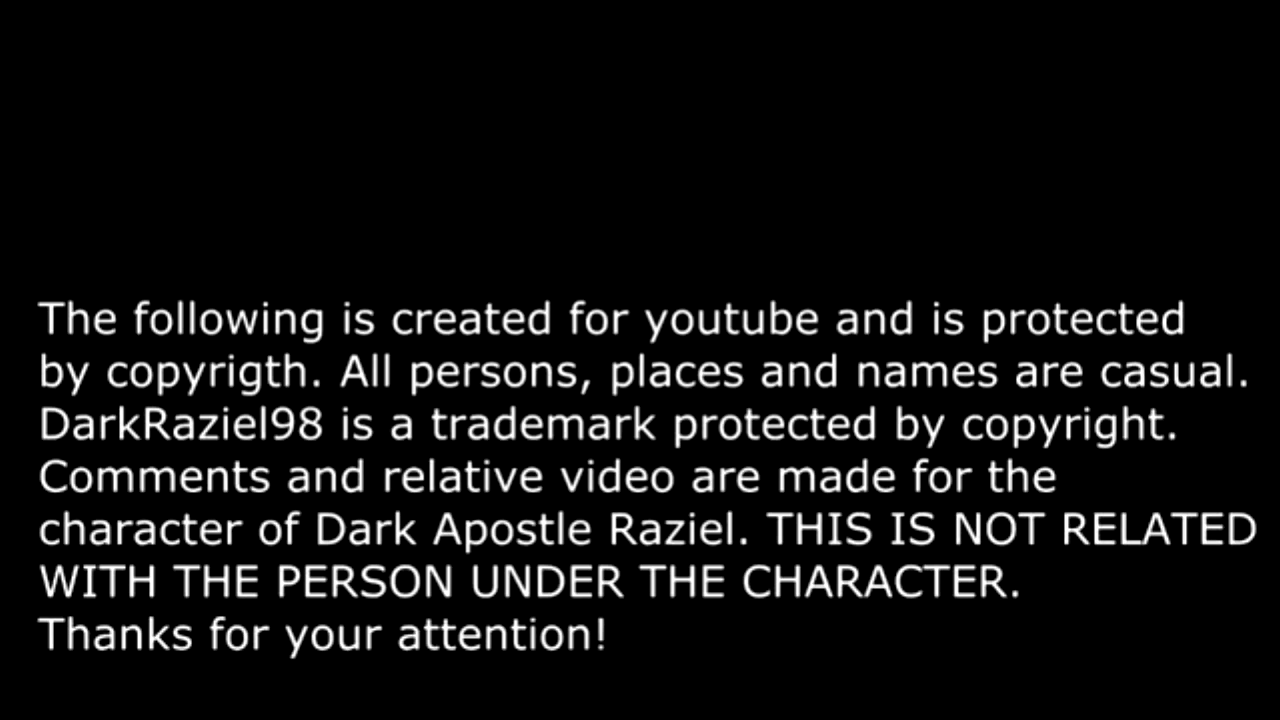 The following is created for youtube and is protected
by copyrigth. All persons, places and names are casual.
DarkRaziel98 is a trademark protected by copyright.
Comments and relative video are made for the
character of Dark Apostle Raziel. THIS IS NOT RELATED
WITH THE PERSON UNDER THE CHARACTER.
Thanks for your attention!